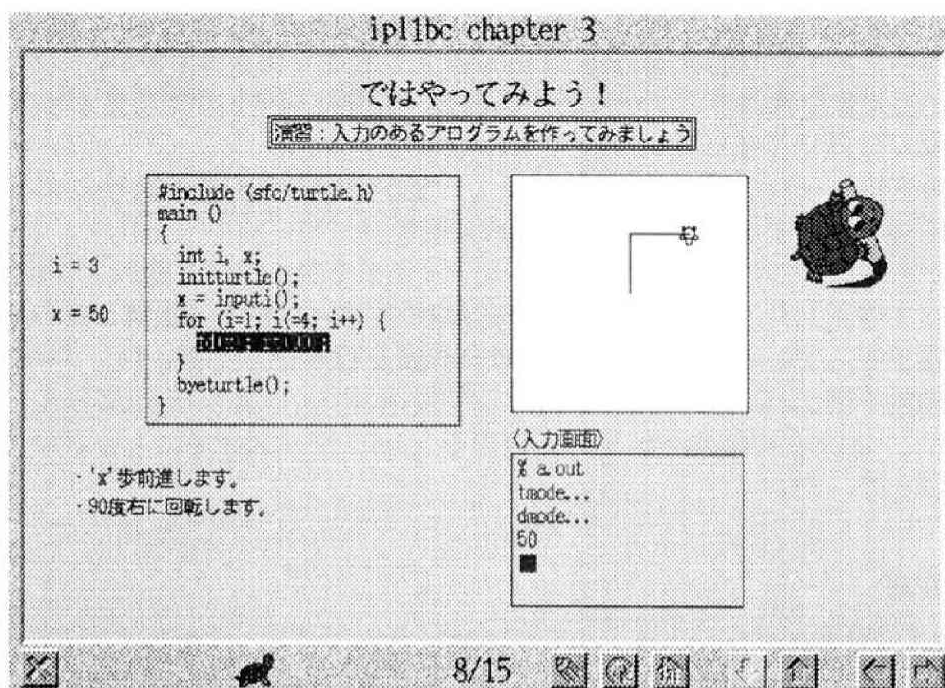 ipl1bc chapter 3
ではやってみよう！
演習：入力のあるプログラムを作ってみましょう
i = 3
x = 50
#include <sfc/turtle.h>
main ()
{
int i, x;
initturtle();
x = inputi();
for (i=1; i<=4; i++) {
}
byeturtle();
}
・'x'歩前進します。
・90度右に回転します。
〈入力画面〉
% a.out
tmode...
dmode...
50
8/15